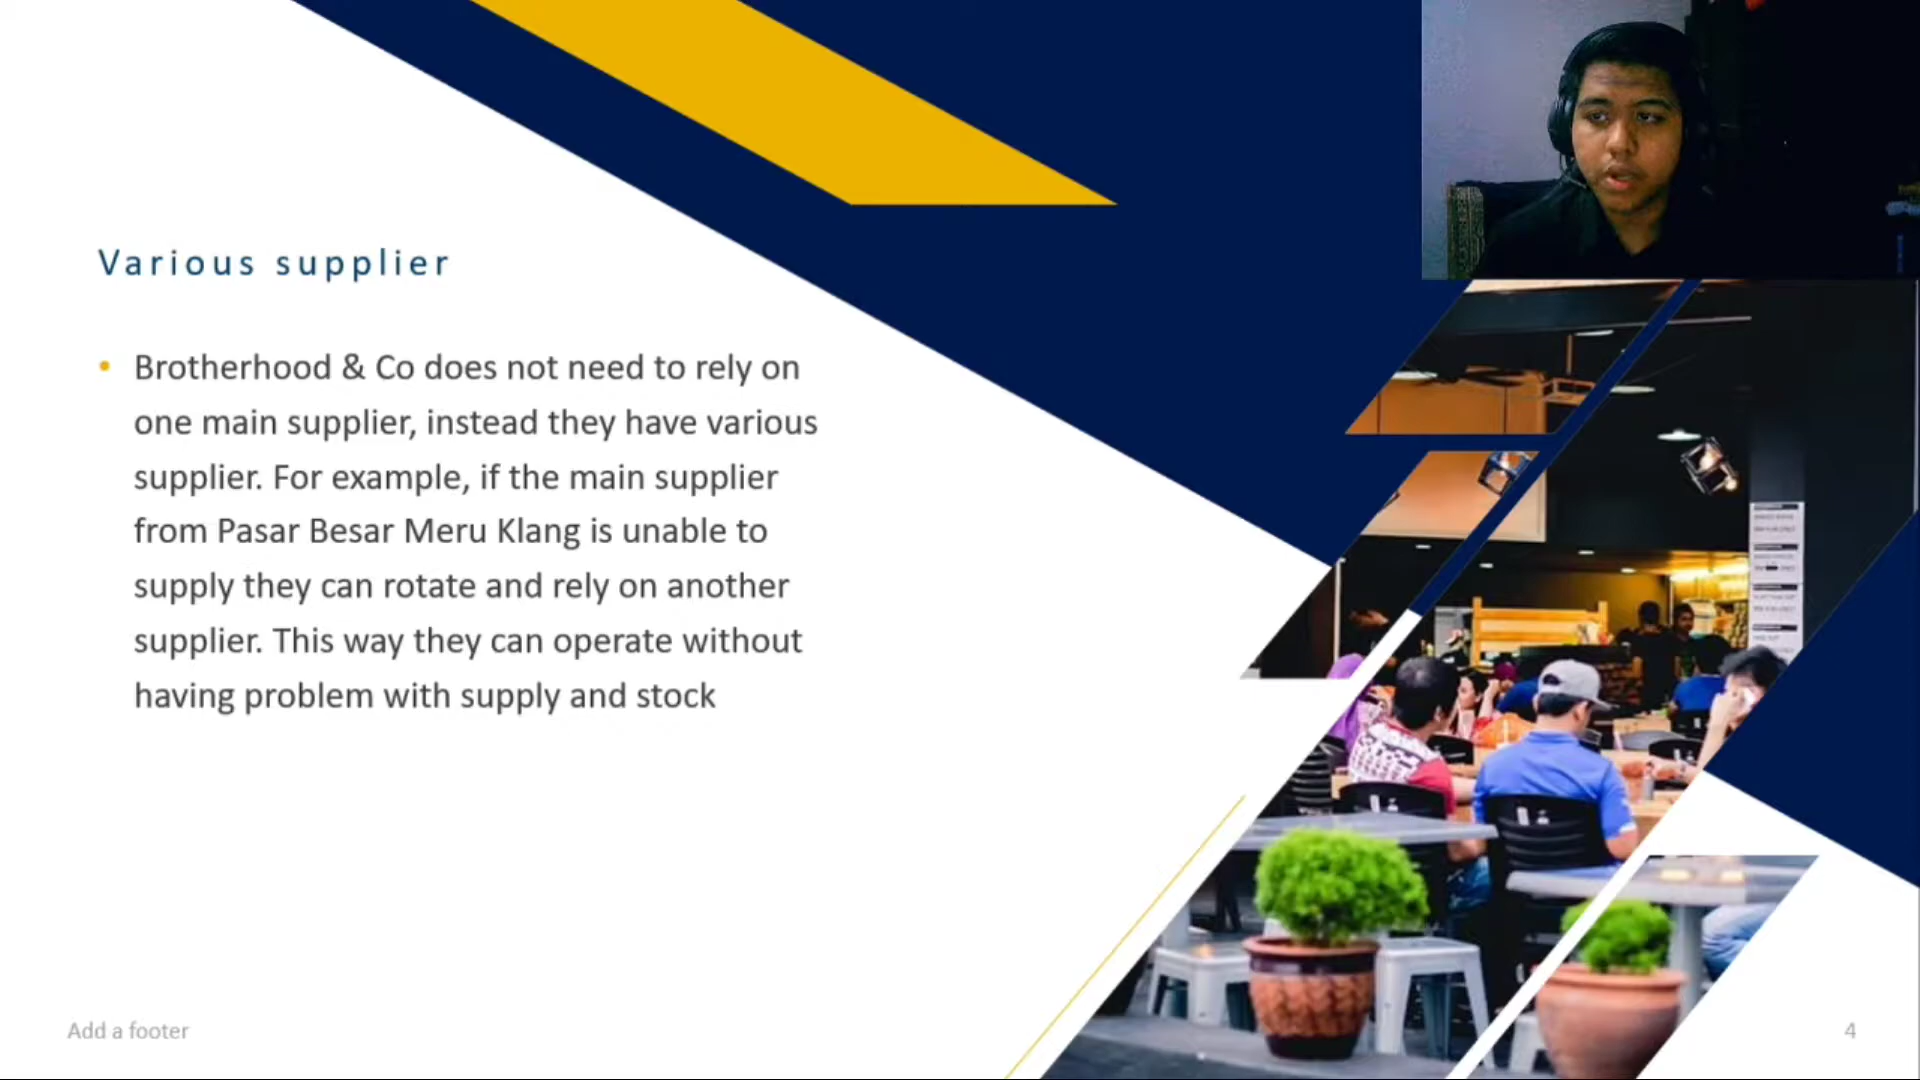 Various supplier
• Brotherhood & Co does not need to rely on
one main supplier, instead they have various
supplier. For example, if the main supplier
from Pasar Besar Meru Klang is unable to
supply they can rotate and rely on another
supplier. This way they can operate without
having problem with supply and stock
Add a footer
4